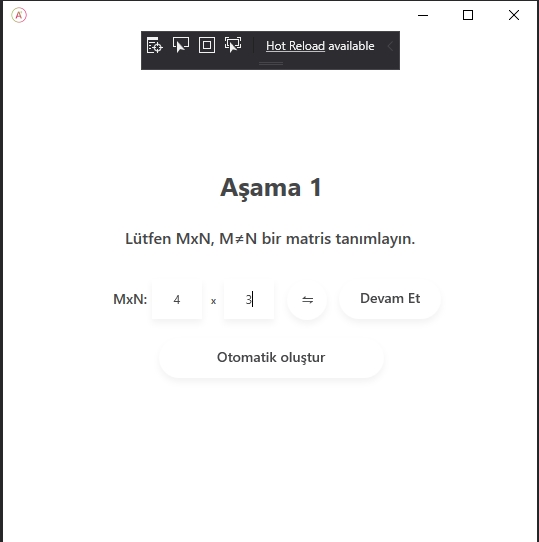 A
Hot Reload available
Aşama 1
Lütfen MxN, M≠N bir matris tanımlayın.
MxN: 4 x 3 ⇋ Devam Et
Otomatik oluştur